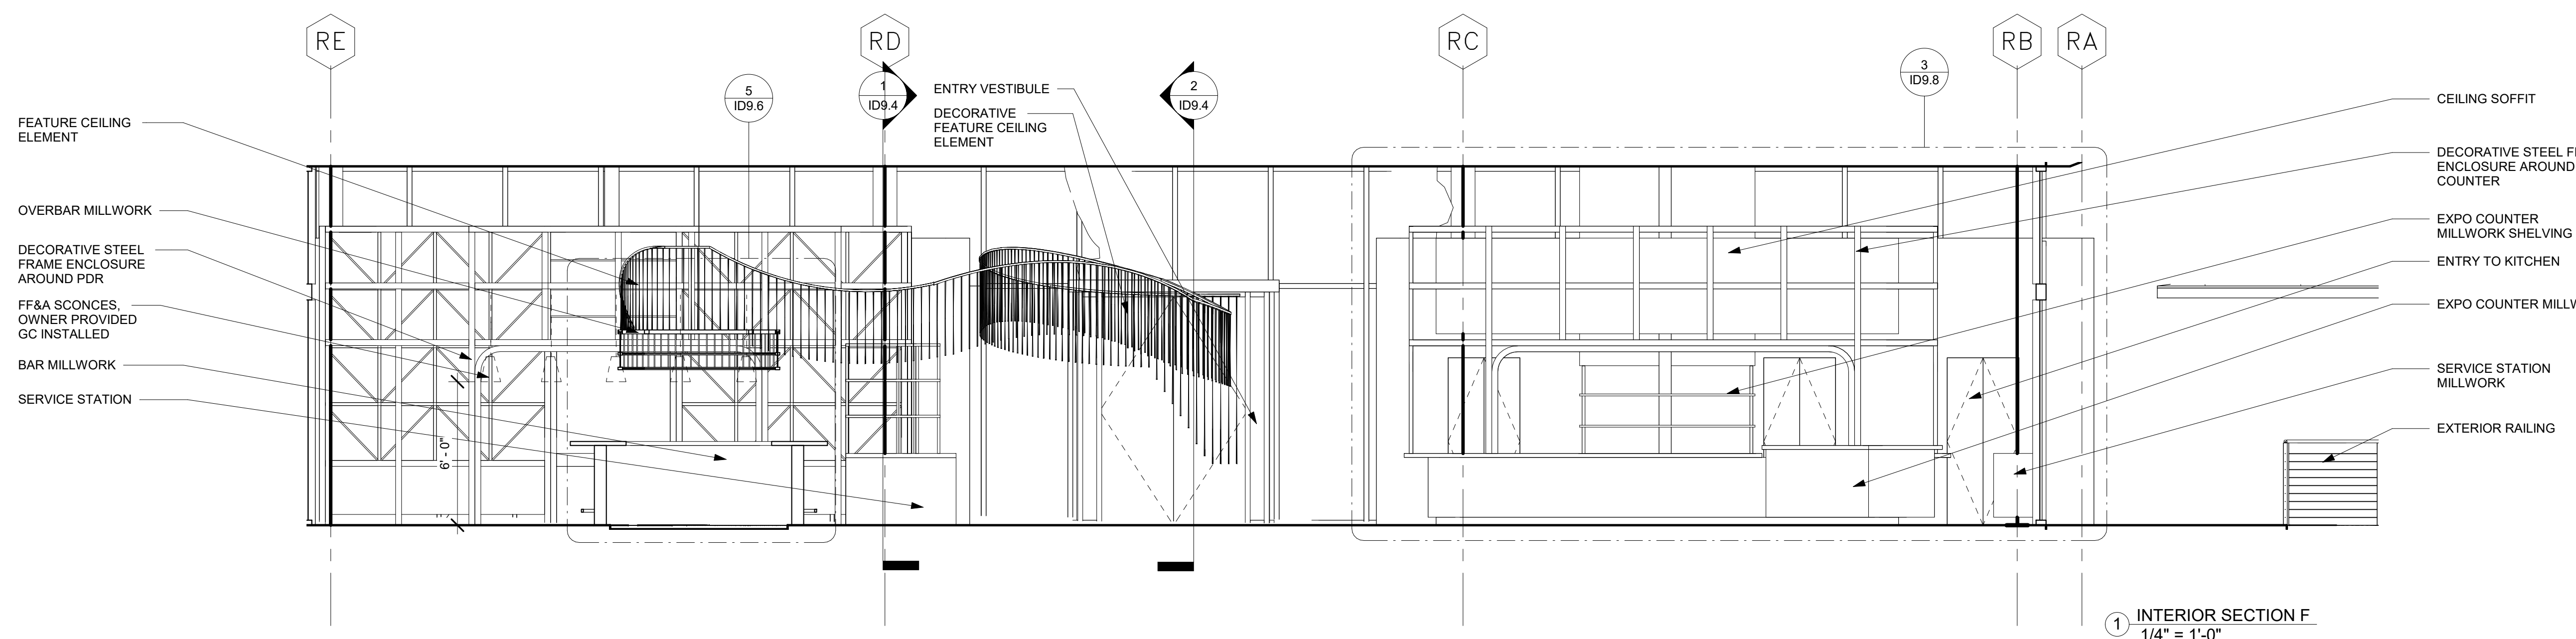 RE
RD
RC
RB
RA
5
ID9.6
1
ID9.4
2
ID9.4
3
ID9.8
FEATURE CEILING
ELEMENT
OVERBAR MILLWORK
DECORATIVE STEEL
FRAME ENCLOSURE
AROUND PDR
FF&A SCONCES,
OWNER PROVIDED
GC INSTALLED
BAR MILLWORK
SERVICE STATION
6' - 0"
ENTRY VESTIBULE
DECORATIVE
FEATURE CEILING
ELEMENT
CEILING SOFFIT
DECORATIVE STEEL
ENCLOSURE AROUND
COUNTER
EXPO COUNTER
MILLWORK SHELVING
ENTRY TO KITCHEN
EXPO COUNTER
SERVICE STATION
MILLWORK
EXTERIOR RAILING
1
INTERIOR SECTION F
1/4" = 1'-0"